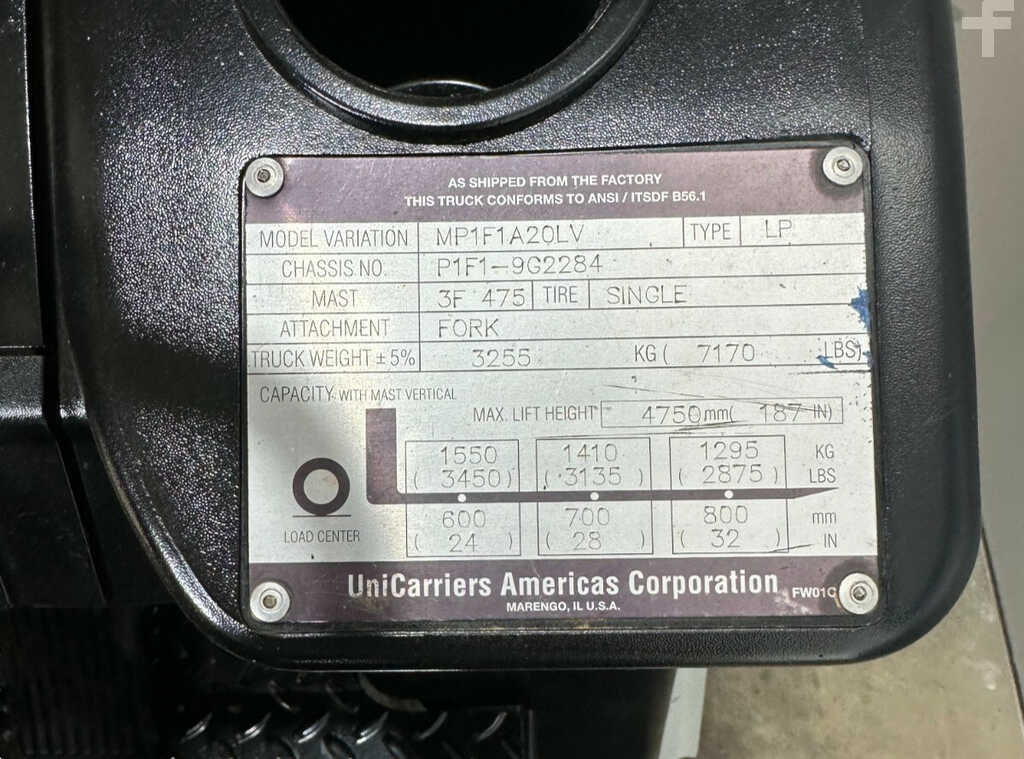 f
AS SHIPPED FROM THE FACTORY
THIS TRUCK CONFORMS TO ANSI / ITSDF B56.1
MODEL VARIATION MP1F1A20LV TYPE LP
CHASSIS NO. P1F1-9G2284
MAST 3F 475 TIRE SINGLE
ATTACHMENT FORK
TRUCK WEIGHT ± 5% 3255 KG ( 7170 LBS)
CAPACITY WITH MAST VERTICAL
MAX. LIFT HEIGHT 4750 mm( 187 IN)
1550 1410 1295 KG
( 3450) ( 3135 ) ( 2875 ) LBS
600 700 800 mm
( 24 ) ( 28 ) ( 32 ) IN
LOAD CENTER
UniCarriers Americas Corporation FW01C
MARENGO, IL U.S.A.